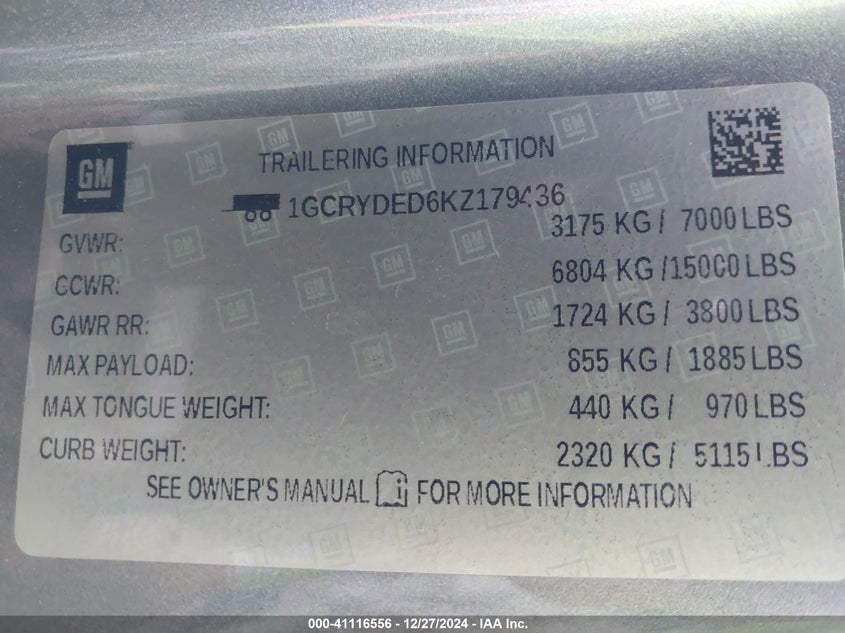 GM
TRAILERING INFORMATION
1GCRYDED6KZ179436
GVWR: 3175 KG / 7000 LBS
GCWR: 6804 KG / 15000 LBS
GAWR RR: 1724 KG / 3800 LBS
MAX PAYLOAD: 855 KG / 1885 LBS
MAX TONGUE WEIGHT: 440 KG / 970 LBS
CURB WEIGHT: 2320 KG / 5115 LBS
SEE OWNER'S MANUAL i FOR MORE INFORMATION
000-41116556 - 12/27/2024 - IAA Inc.